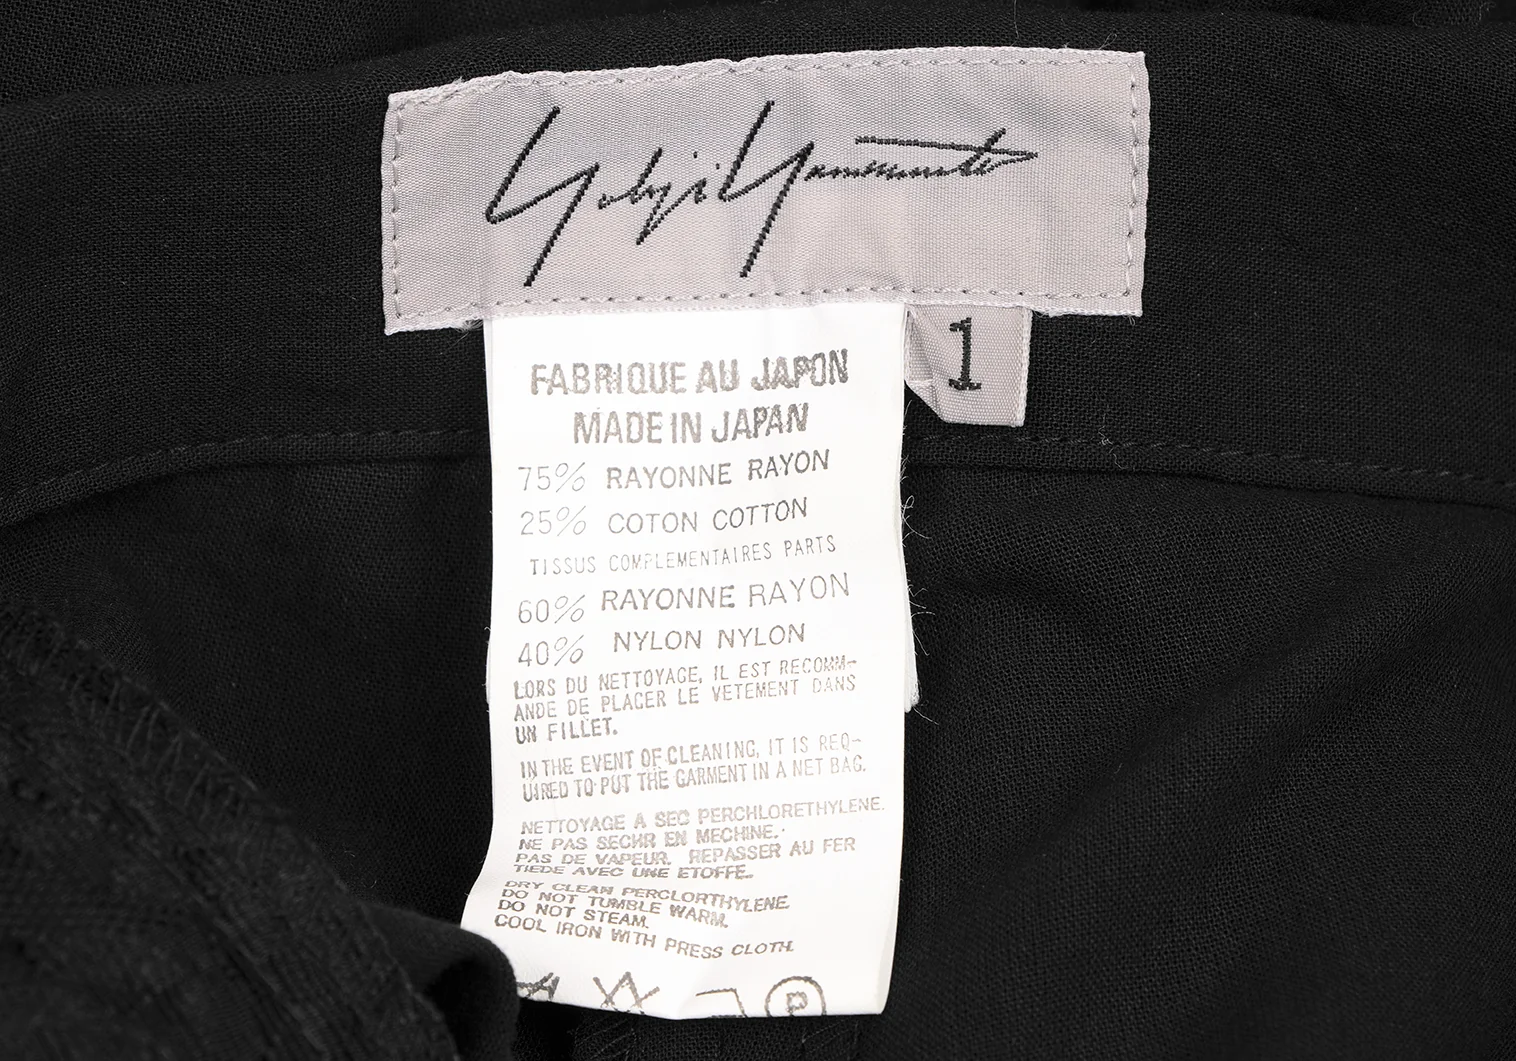 Yohji Yamamoto
1
FABRIQUE AU JAPON
MADE IN JAPAN
75% RAYONNE RAYON
25% COTON COTTON
TISSUS COMPLEMENTAIRES PARTS
60% RAYONNE RAYON
40% NYLON NYLON
LORS DU NETTOYAGE, IL EST RECOMM-
ANDE DE PLACER LE VETEMENT DANS
UN FILLET.
IN THE EVENT OF CLEANING, IT IS REQ-
UIRED TO PUT THE GARMENT IN A NET BAG.
NETTOYAGE A SEC PERCHLORETHYLENE.
NE PAS SECHR EN MECHINE.
PAS DE VAPEUR. REPASSER AU FER
TIEDE AVEC UNE ETOFFE.
DRY CLEAN PERCLORTHYLENE.
DO NOT TUMBLE WARM.
DO NOT STEAM.
COOL IRON WITH PRESS CLOTH.
P